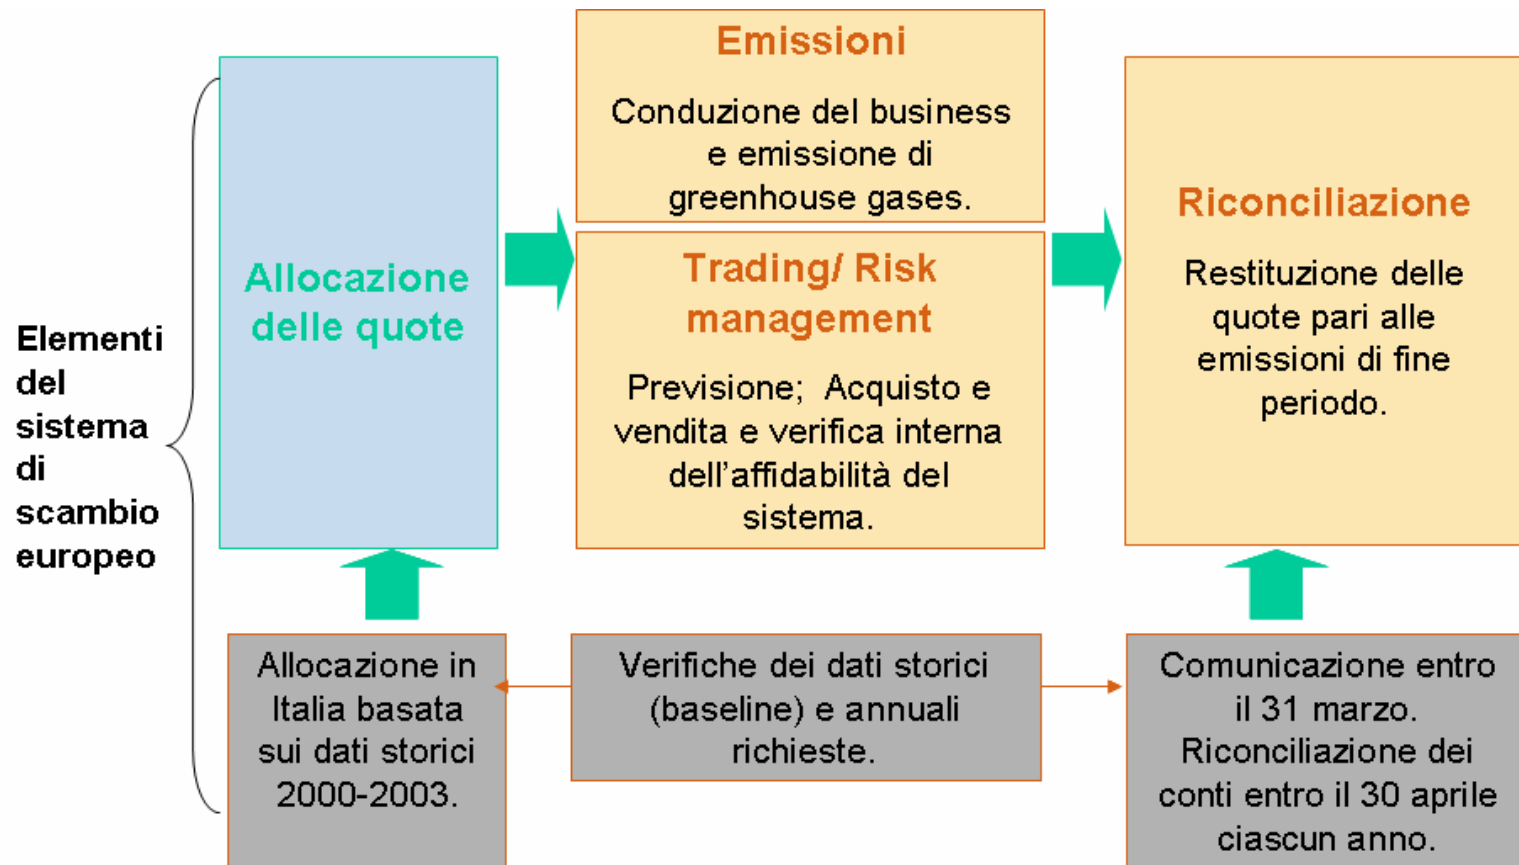 Elementi
del
sistema
di
scambio
europeo
Allocazione
delle quote
Emissioni
Conduzione del business
e emissione di
greenhouse gases.
Trading/ Risk
management
Previsione;  Acquisto e
vendita e verifica interna
dell'affidabilità del
sistema.
Riconciliazione
Restituzione delle
quote pari alle
emissioni di fine
periodo.
Allocazione in
Italia basata
sui dati storici
2000-2003.
Verifiche dei dati storici
(baseline) e annuali
richieste.
Comunicazione entro
il 31 marzo.
Riconciliazione dei
conti entro il 30 aprile
ciascun anno.